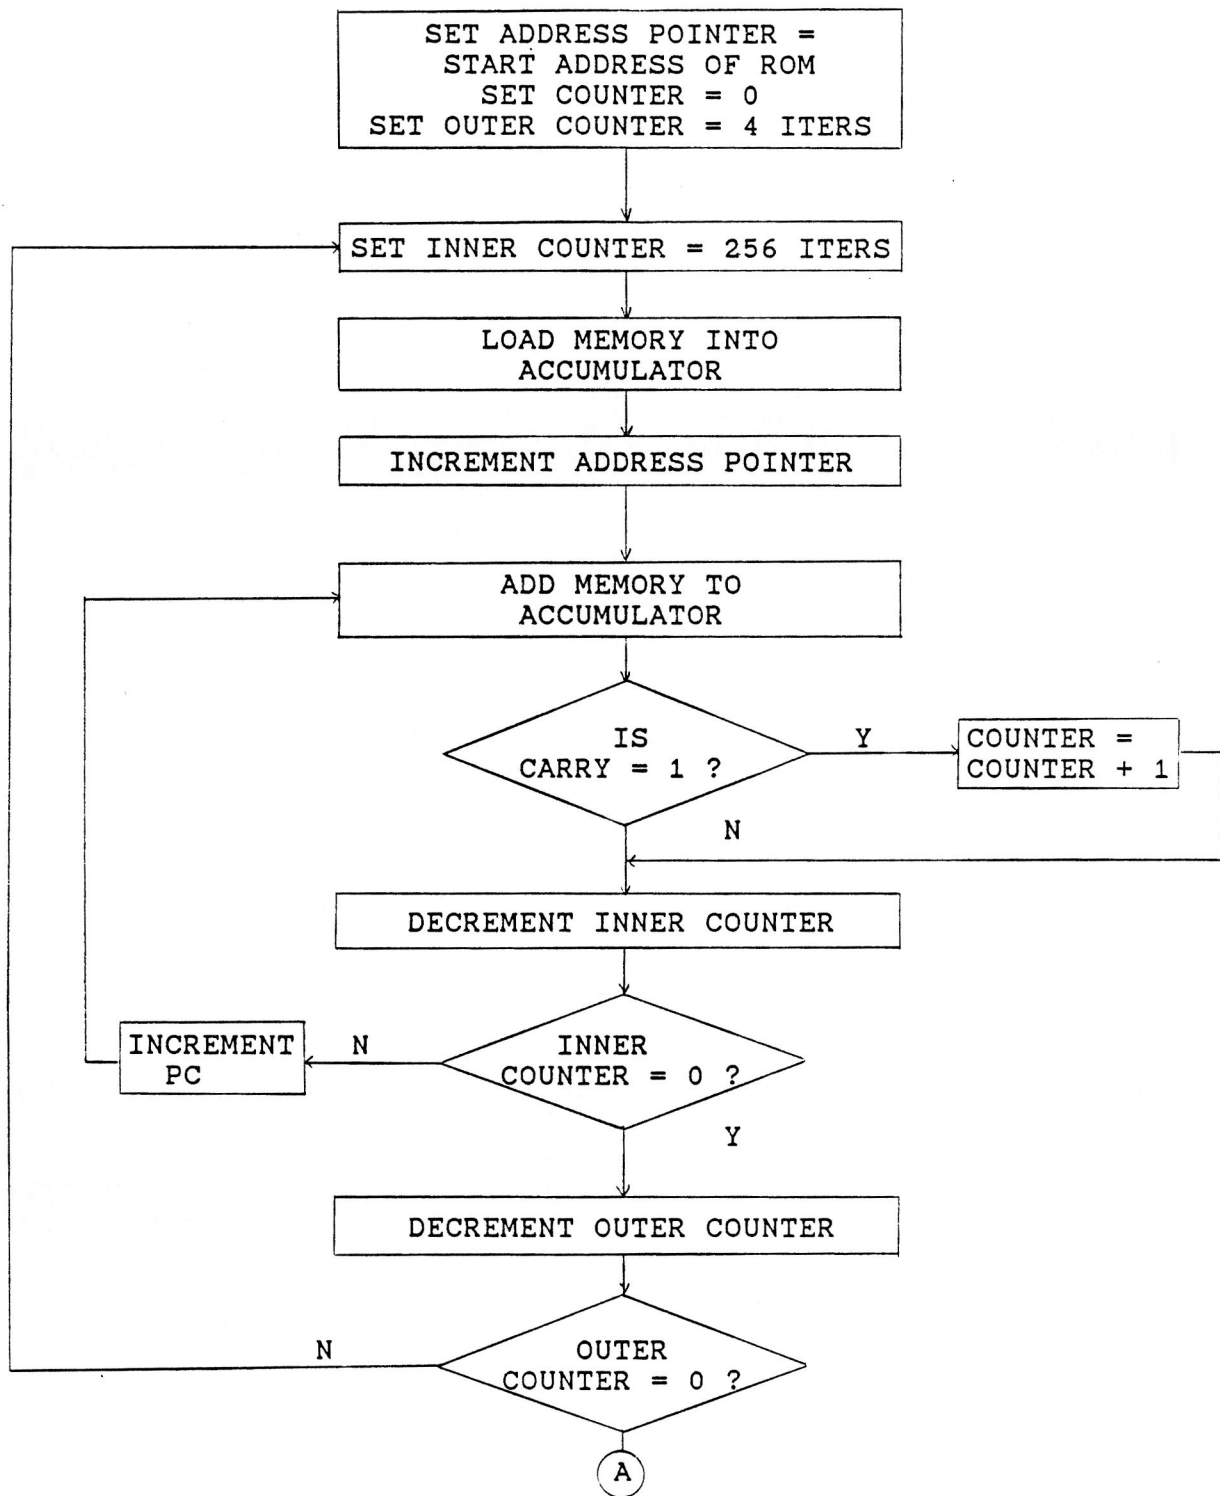 SET ADDRESS POINTER =
START ADDRESS OF ROM
SET COUNTER = 0
SET OUTER COUNTER = 4 ITERS
SET INNER COUNTER = 256 ITERS
LOAD MEMORY INTO
ACCUMULATOR
INCREMENT ADDRESS POINTER
ADD MEMORY TO
ACCUMULATOR
IS
CARRY = 1 ?
Y
COUNTER =
COUNTER + 1
N
DECREMENT INNER COUNTER
INNER
COUNTER = 0 ?
N
INCREMENT
PC
Y
DECREMENT OUTER COUNTER
OUTER
COUNTER = 0 ?
N
A